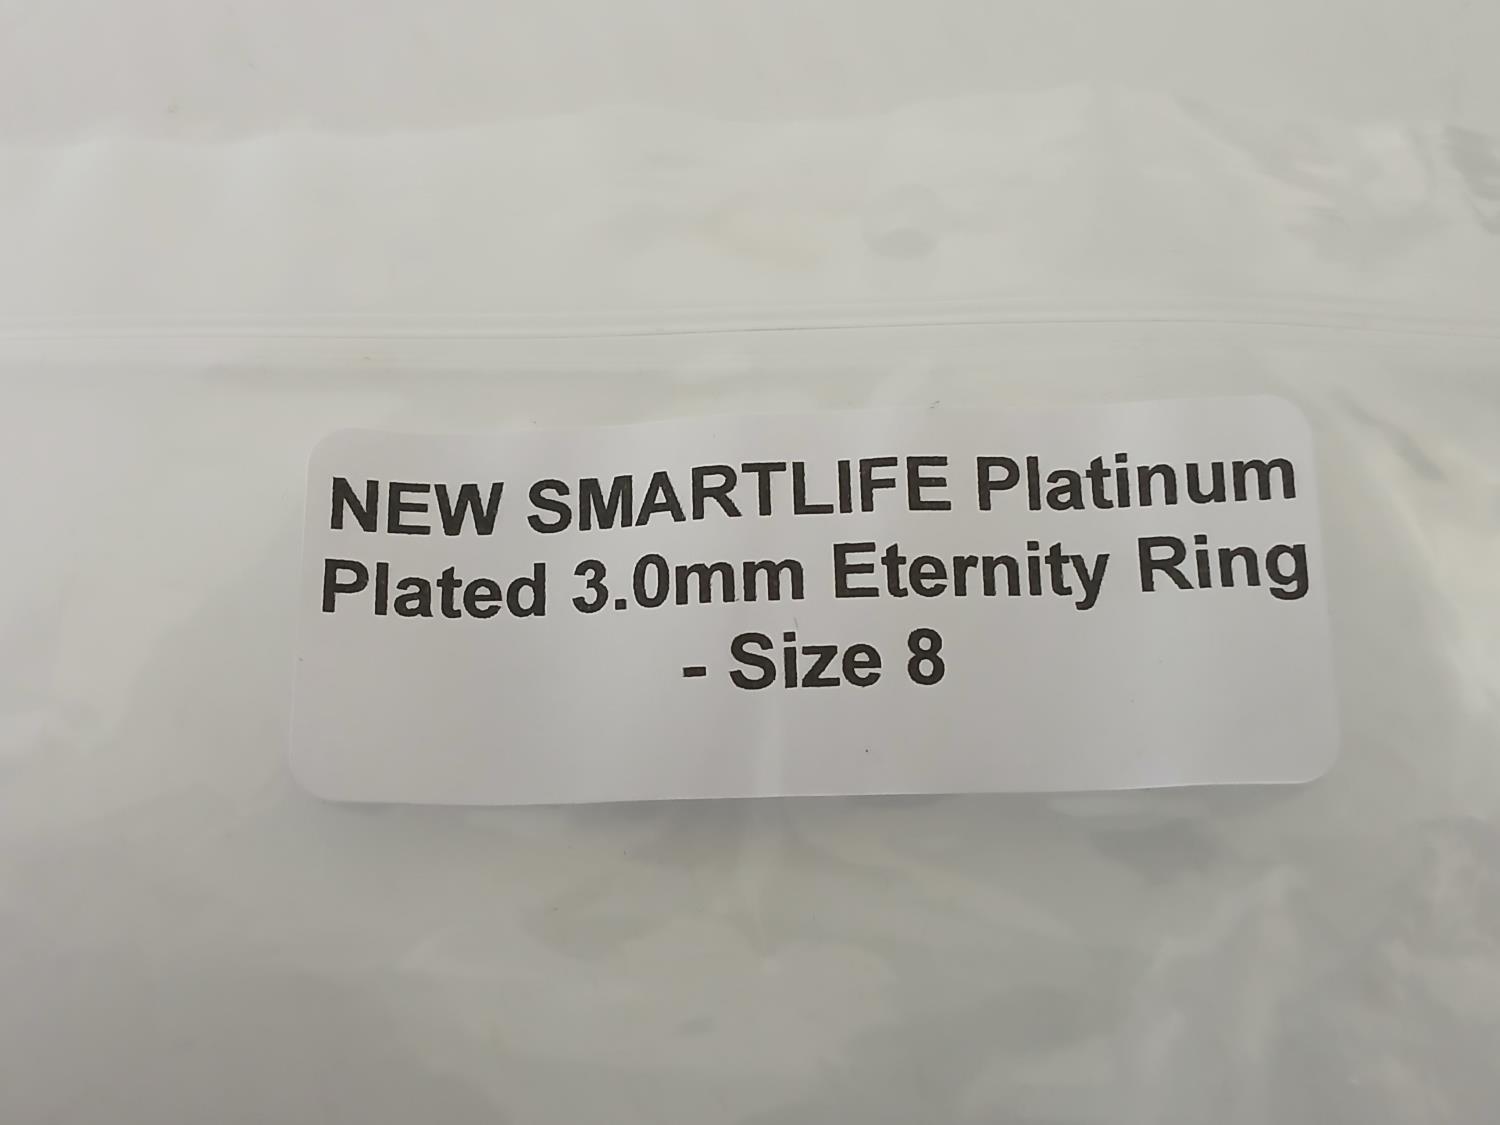 NEW SMARTLIFE Platinum
Plated 3.0mm Eternity Ring
- Size 8